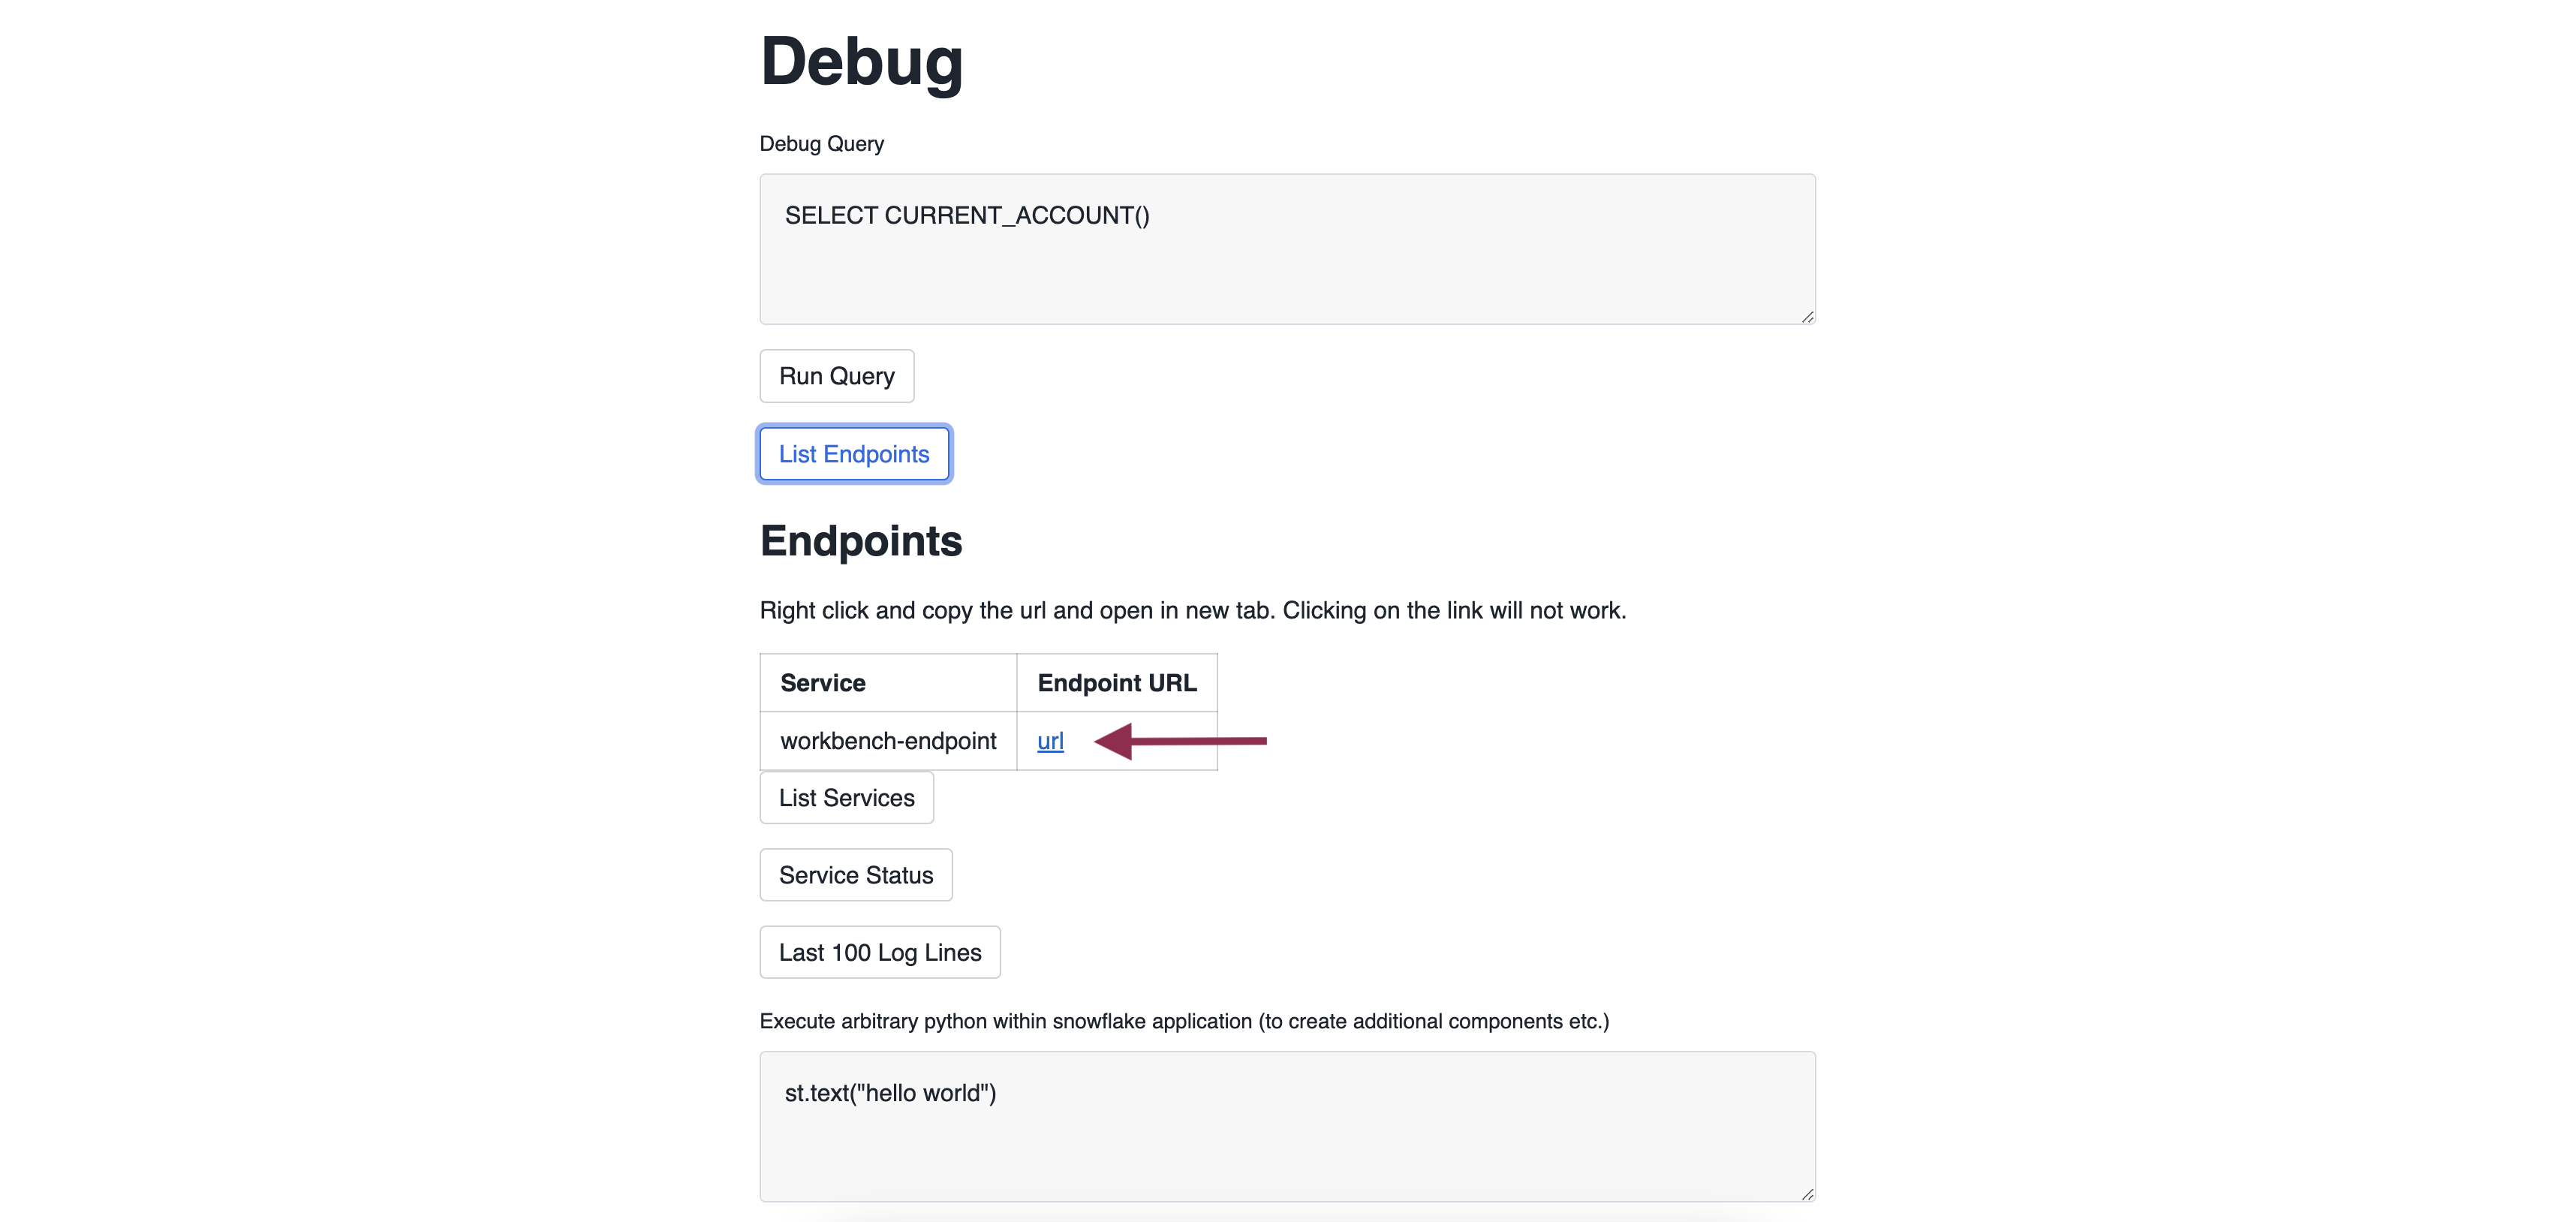 Debug
Debug Query
SELECT CURRENT_ACCOUNT()
Run Query
List Endpoints
Endpoints
Right click and copy the url and open in new tab. Clicking on the link will not work.
Service Endpoint URL
workbench-endpoint url
List Services
Service Status
Last 100 Log Lines
Execute arbitrary python within snowflake application (to create additional components etc.)
st.text("hello world")